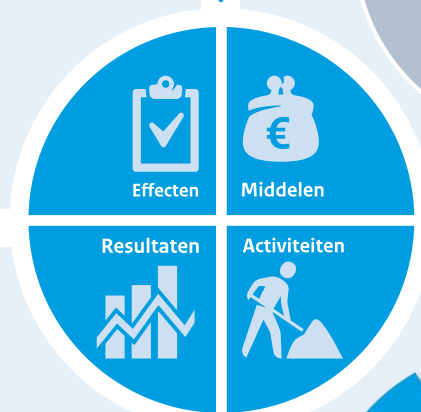 €
Effecten
Middelen
Resultaten
Activiteiten